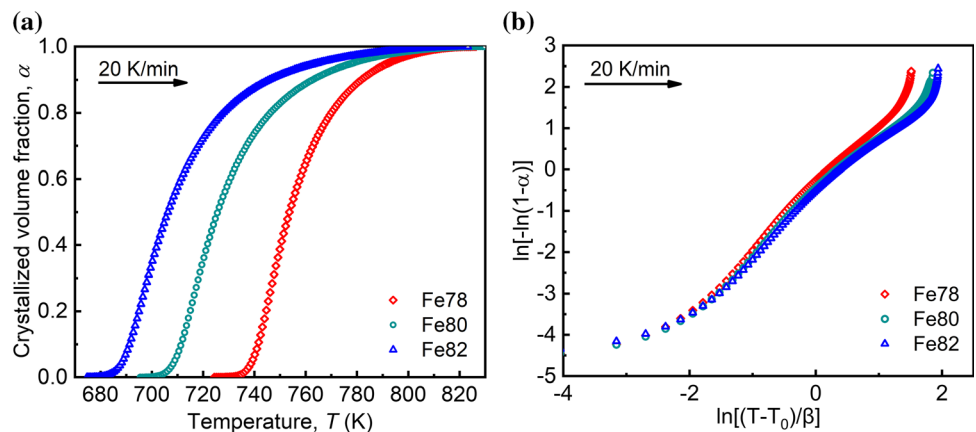 (a)
20 K/min
Crystallized volume fraction, α
1.0
0.8
0.6
0.4
0.2
0.0
Fe78
Fe80
Fe82
680 700 720 740 760 780 800 820
Temperature, T (K)
(b)
20 K/min
ln[-ln(1-α)]
3
2
1
0
-1
-2
-3
-4
-5
Fe78
Fe80
Fe82
-4 -2 0 2
ln[(T-T₀)/β]